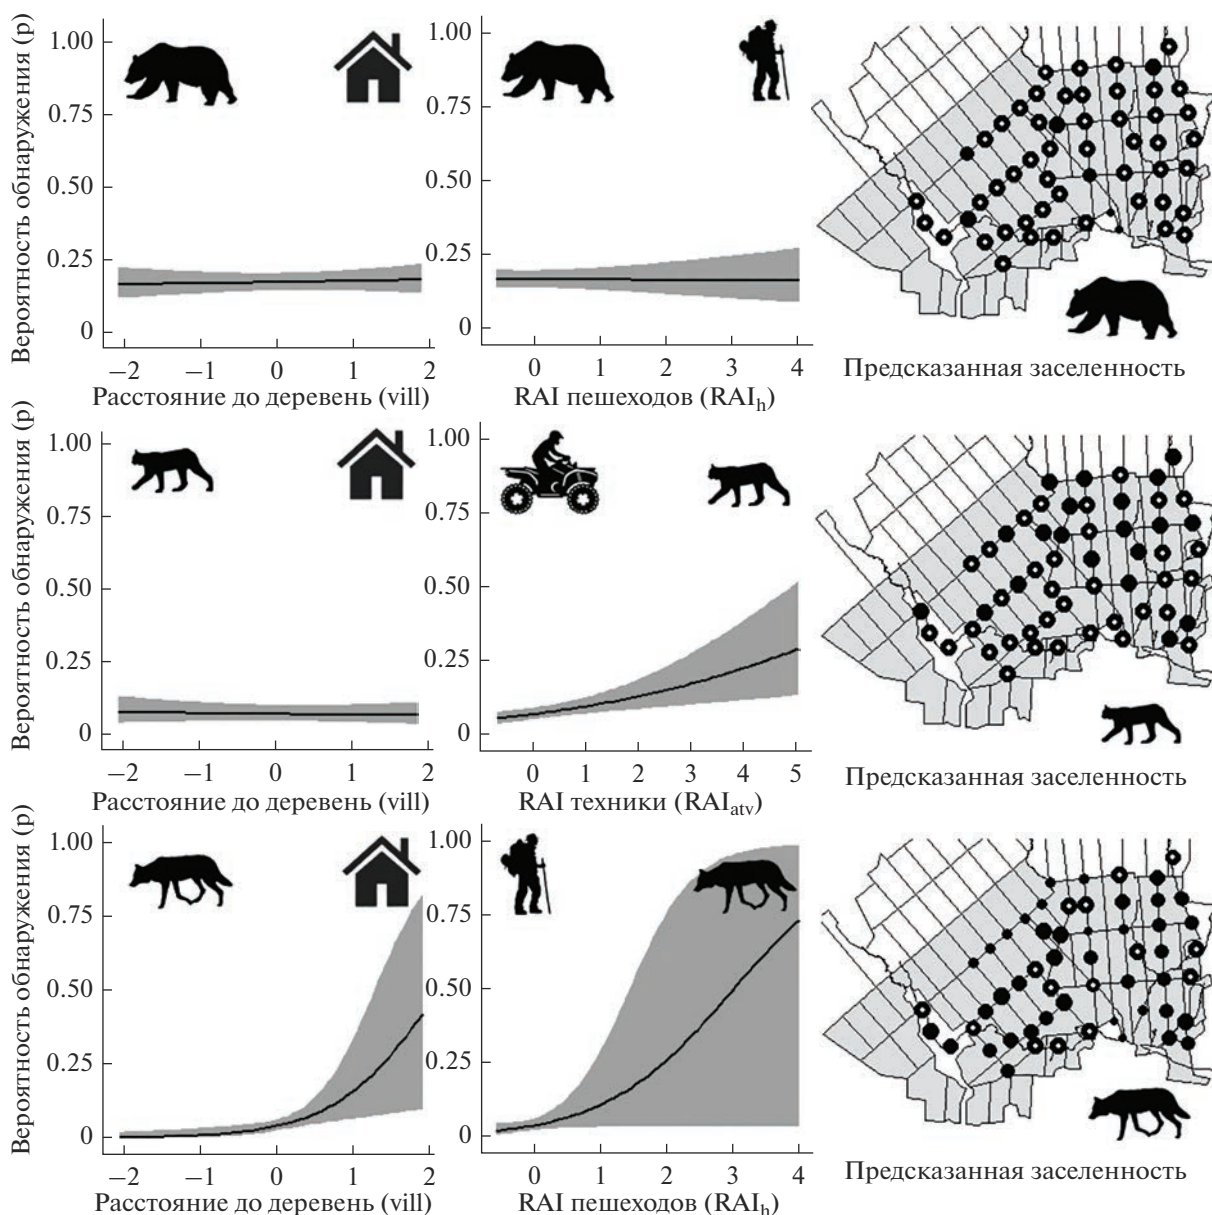 Вероятность обнаружения (p)
1.00
0.75
0.50
0.25
0
−2 −1 0 1 2
Расстояние до деревень (vill)
1.00
0.75
0.50
0.25
0
0 1 2 3 4
RAI пешеходов (RAI_h)
Предсказанная заселенность
Вероятность обнаружения (p)
1.00
0.75
0.50
0.25
0
−2 −1 0 1 2
Расстояние до деревень (vill)
1.00
0.75
0.50
0.25
0
0 1 2 3 4 5
RAI техники (RAI_atv)
Предсказанная заселенность
Вероятность обнаружения (p)
1.00
0.75
0.50
0.25
0
−2 −1 0 1 2
Расстояние до деревень (vill)
1.00
0.75
0.50
0.25
0
0 1 2 3 4
RAI пешеходов (RAI_h)
Предсказанная заселенность